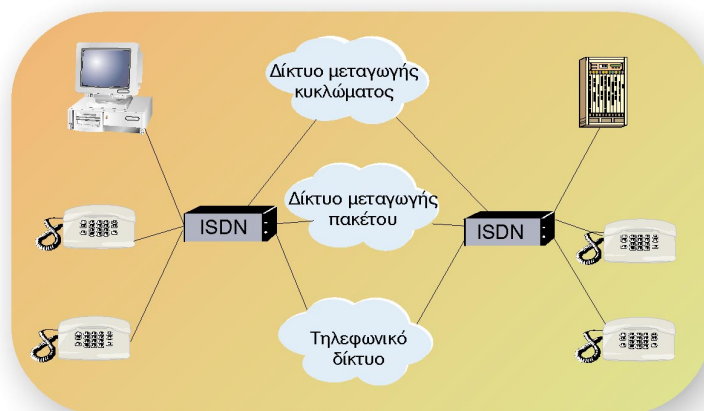 Δίκτυο μεταγωγής
κυκλώματος
Δίκτυο μεταγωγής
πακέτου
ISDN
ISDN
Τηλεφωνικό
δίκτυο